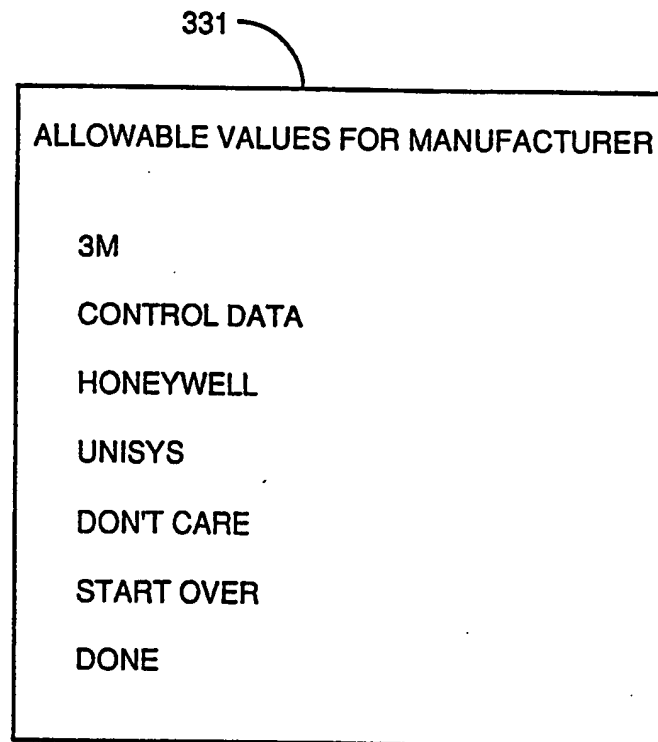 331
ALLOWABLE VALUES FOR MANUFACTURER
3M
CONTROL DATA
HONEYWELL
UNISYS
DON'T CARE
START OVER
DONE